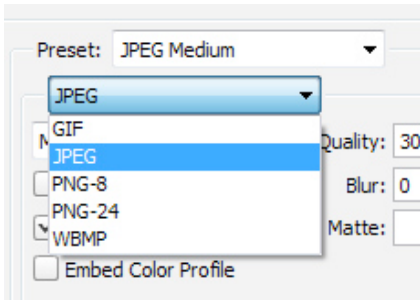 Preset: JPEG Medium
JPEG
GIF
JPEG
Quality: 30
PNG-8
Blur: 0
PNG-24
Matte:
WBMP
Embed Color Profile